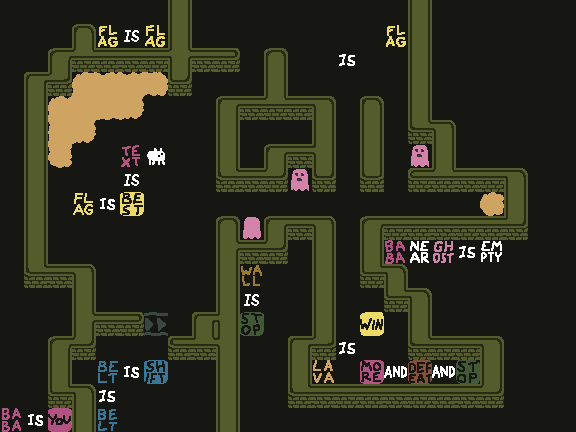 FLAG IS FLAG
FLAG
IS
TEXT
IS
FLAG IS BEST
BABA NEAR GHOST IS EMPTY
WALL
IS
STOP
WIN
IS
BELT IS SHIFT
LAVA MORE AND DEFEAT AND STOP
IS
BABA IS YOU
BELT